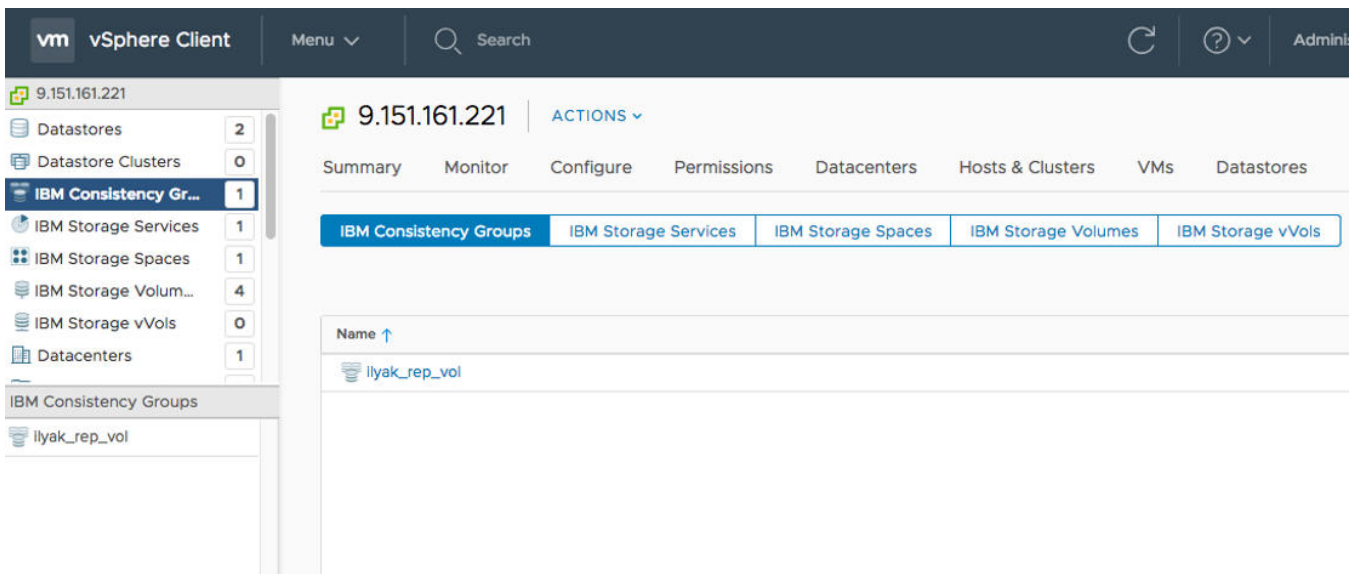 vm vSphere Client Menu Search Adminis
9.151.161.221
Datastores 2
Datastore Clusters 0
IBM Consistency Gr... 1
IBM Storage Services 1
IBM Storage Spaces 1
IBM Storage Volum... 4
IBM Storage vVols 0
Datacenters 1
IBM Consistency Groups
ilyak_rep_vol
9.151.161.221 ACTIONS
Summary Monitor Configure Permissions Datacenters Hosts & Clusters VMs Datastores
IBM Consistency Groups IBM Storage Services IBM Storage Spaces IBM Storage Volumes IBM Storage vVols
Name ↑
ilyak_rep_vol